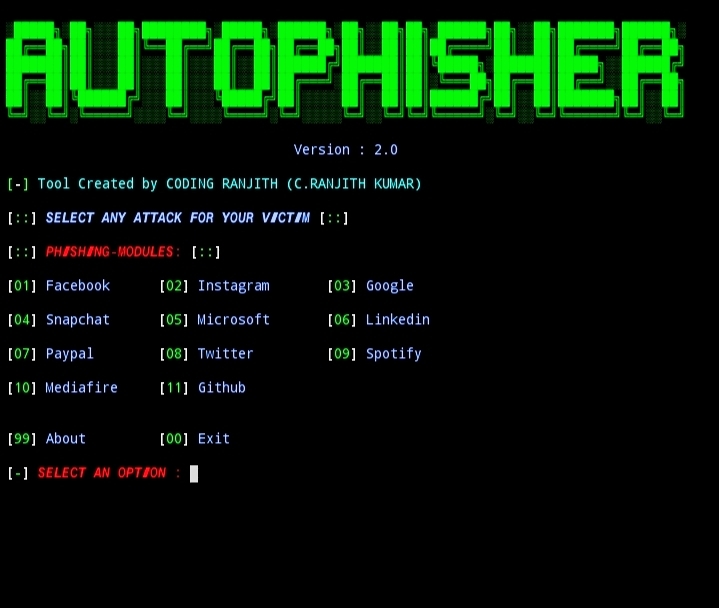 AUTOPHISHER
Version : 2.0
[-] Tool Created by CODING RANJITH (C.RANJITH KUMAR)
[::] SELECT ANY ATTACK FOR YOUR VICTIM [::]
[::] PHISHING-MODULES: [::]
[01] Facebook [02] Instagram [03] Google
[04] Snapchat [05] Microsoft [06] Linkedin
[07] Paypal [08] Twitter [09] Spotify
[10] Mediafire [11] Github
[99] About [00] Exit
[-] SELECT AN OPTION :